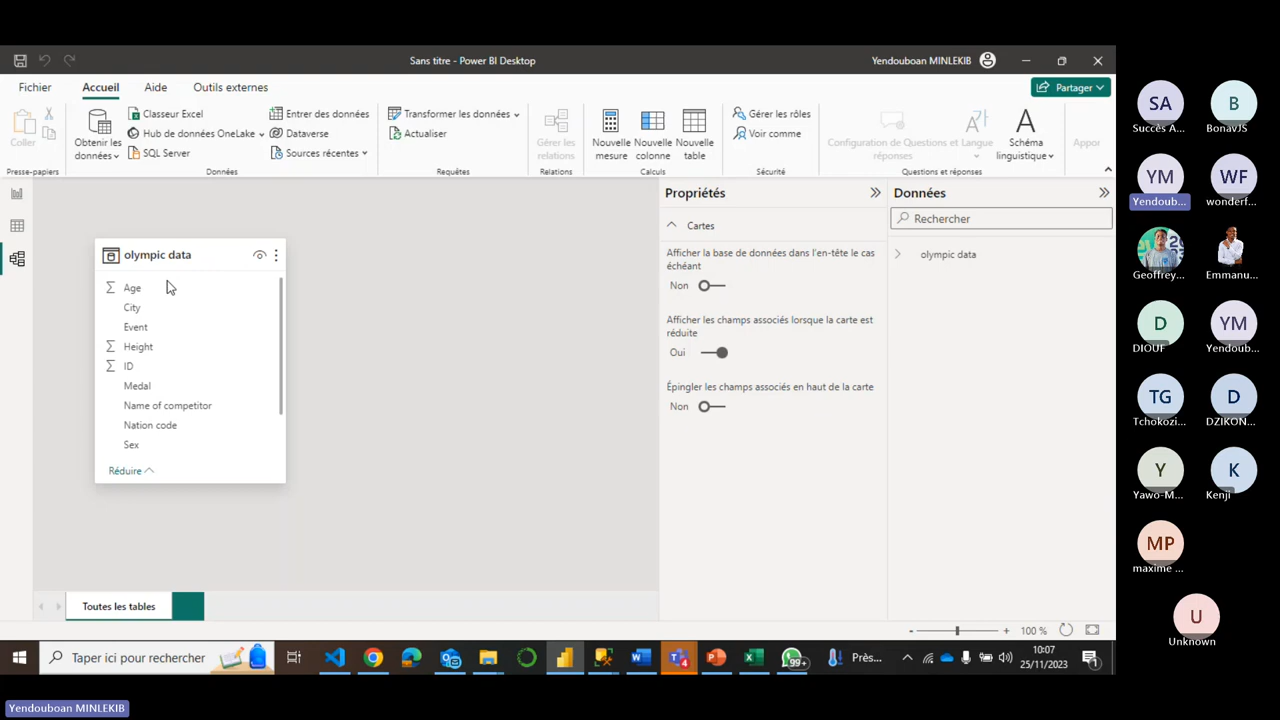 Sans titre - Power BI Desktop
Yendouboan MINLEKIB
Fichier
Accueil
Aide
Outils externes
Partager
Coller
Obtenir les
données
Classeur Excel
Hub de données OneLake
SQL Server
Entrer des données
Dataverse
Sources récentes
Transformer les données
Actualiser
Gérer les
relations
Nouvelle
mesure
Nouvelle
colonne
Nouvelle
table
Gérer les rôles
Voir comme
Configuration de Questions et
réponses
Langue
Schéma
linguistique
Appor
Presse-papiers
Données
Requêtes
Relations
Calculs
Sécurité
Questions et réponses
olympic data
Age
City
Event
Height
ID
Medal
Name of competitor
Nation code
Sex
Réduire
Propriétés
Cartes
Afficher la base de données dans l'en-tête le cas
échéant
Non
Afficher les champs associés lorsque la carte est
réduite
Oui
Épingler les champs associés en haut de la carte
Non
Données
Rechercher
olympic data
Toutes les tables
100 %
Taper ici pour rechercher
99+
Prés...
10:07
25/11/2023
1
SA
Succès A...
B
BonavJS
YM
Yendoub...
WF
wonderf...
Geoffrey...
Emmanu...
D
DIOUF
YM
Yendoub...
TG
Tchokozi...
D
DZIKON...
Y
Yawo-M...
K
Kenji
MP
maxime ...
U
Unknown
Yendouboan MINLEKIB